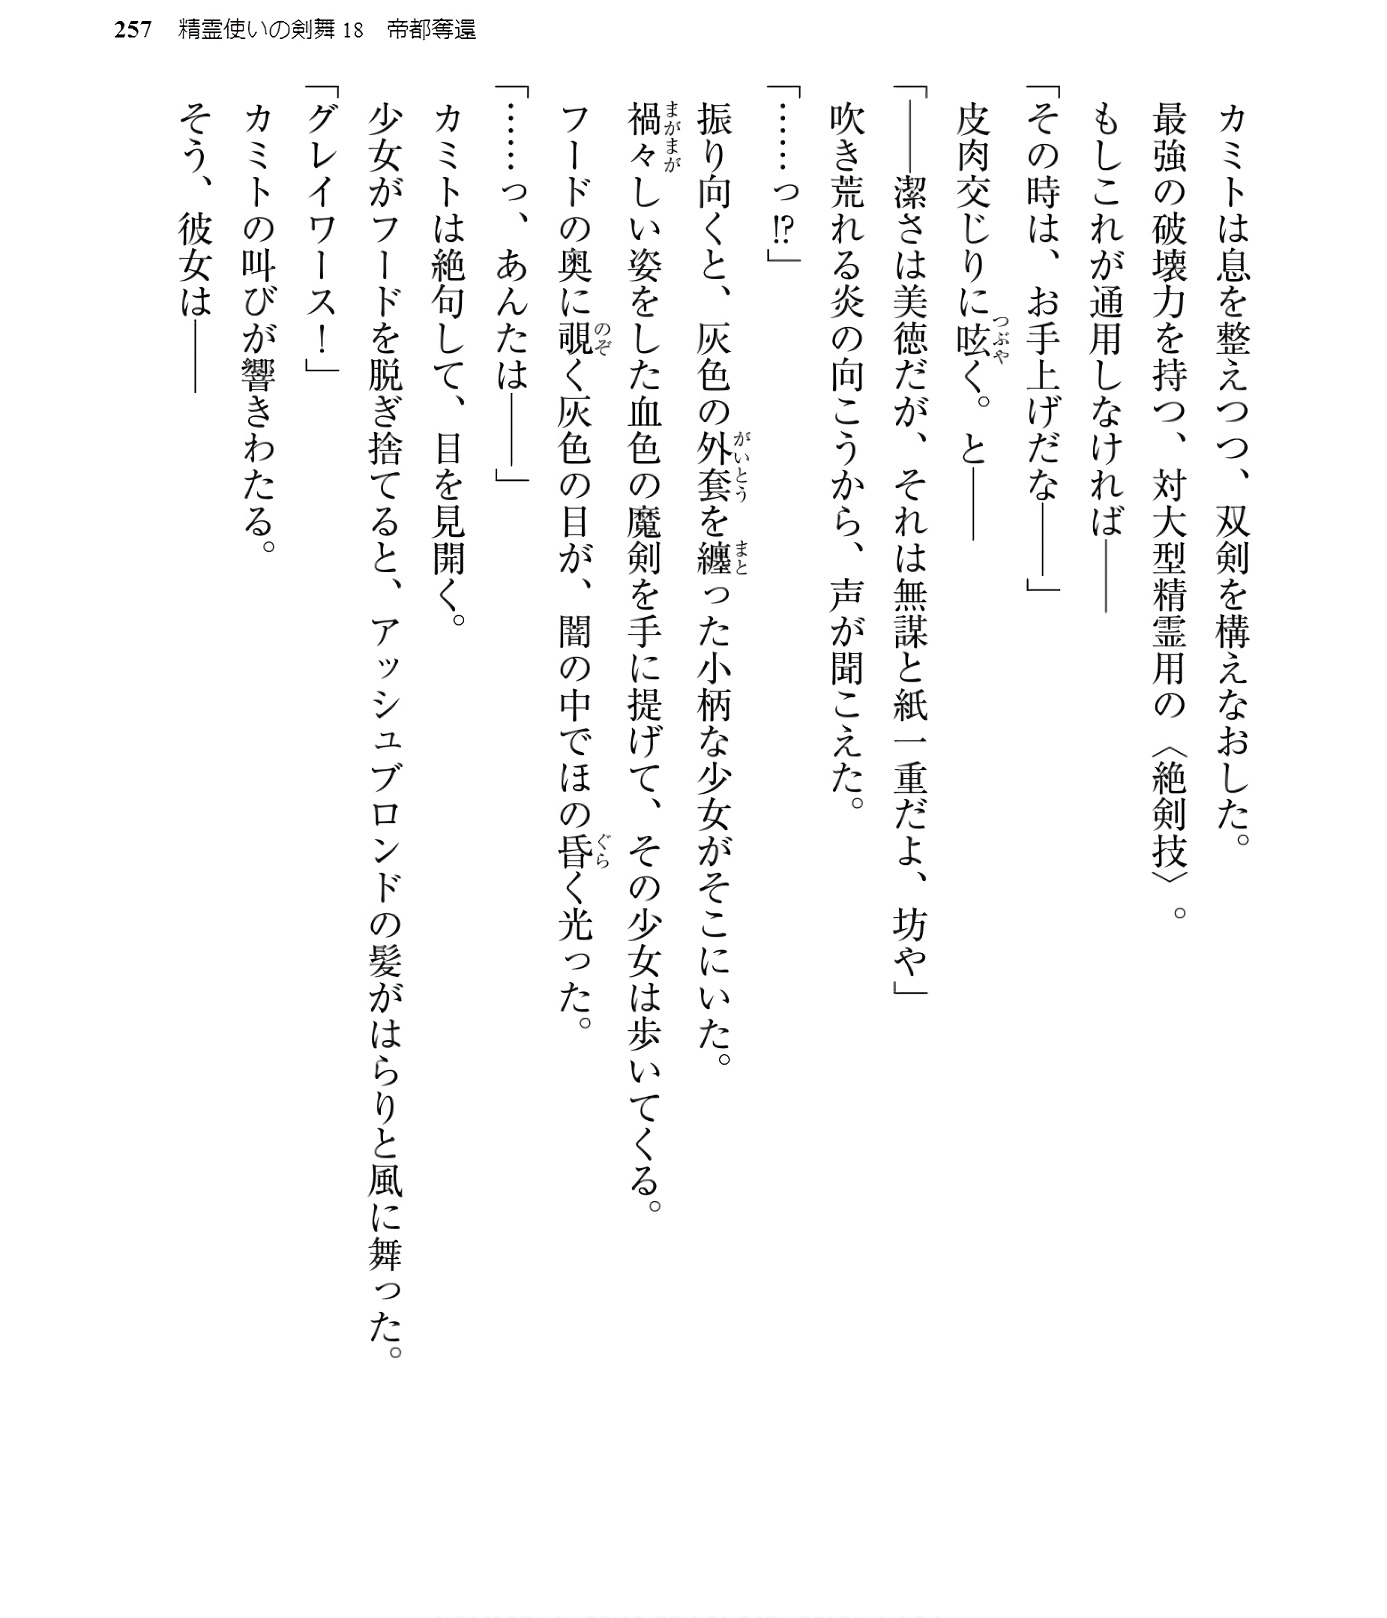 257 精霊使いの剣舞18 帝都奪還
カミトは息を整えつつ、双剣を構えなおした。
最強の破壊力を持つ、対大型精霊用の〈絶剣技〉。
もしこれが通用しなければ――
「その時は、お手上げだな――」
皮肉交じりに呟く。と――
「――潔さは美徳だが、それは無謀と紙一重だよ、坊や」
吹き荒れる炎の向こうから、声が聞こえた。
「……っ!?」
振り向くと、灰色の外套を纏った小柄な少女がそこにいた。
禍々しい姿をした血色の魔剣を手に提げて、その少女は歩いてくる。
フードの奥に覗く灰色の目が、闇の中でほの昏く光った。
「……っ、あんたは――」
カミトは絶句して、目を見開く。
少女がフードを脱ぎ捨てると、アッシュブロンドの髪がはらりと風に舞った。
「グレイワース！」
カミトの叫びが響きわたる。
そう、彼女は――